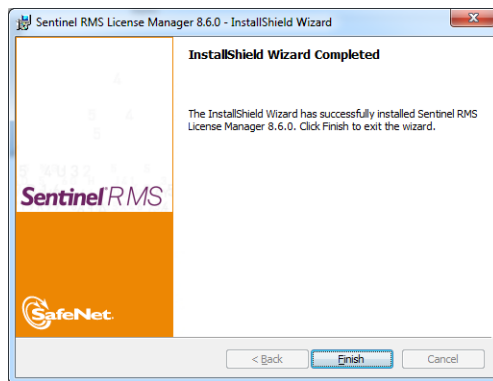 Sentinel RMS License Manager 8.6.0 - InstallShield Wizard
InstallShield Wizard Completed
The InstallShield Wizard has successfully installed Sentinel RMS
License Manager 8.6.0. Click Finish to exit the wizard.
Sentinel RMS
SafeNet.
< Back
Finish
Cancel